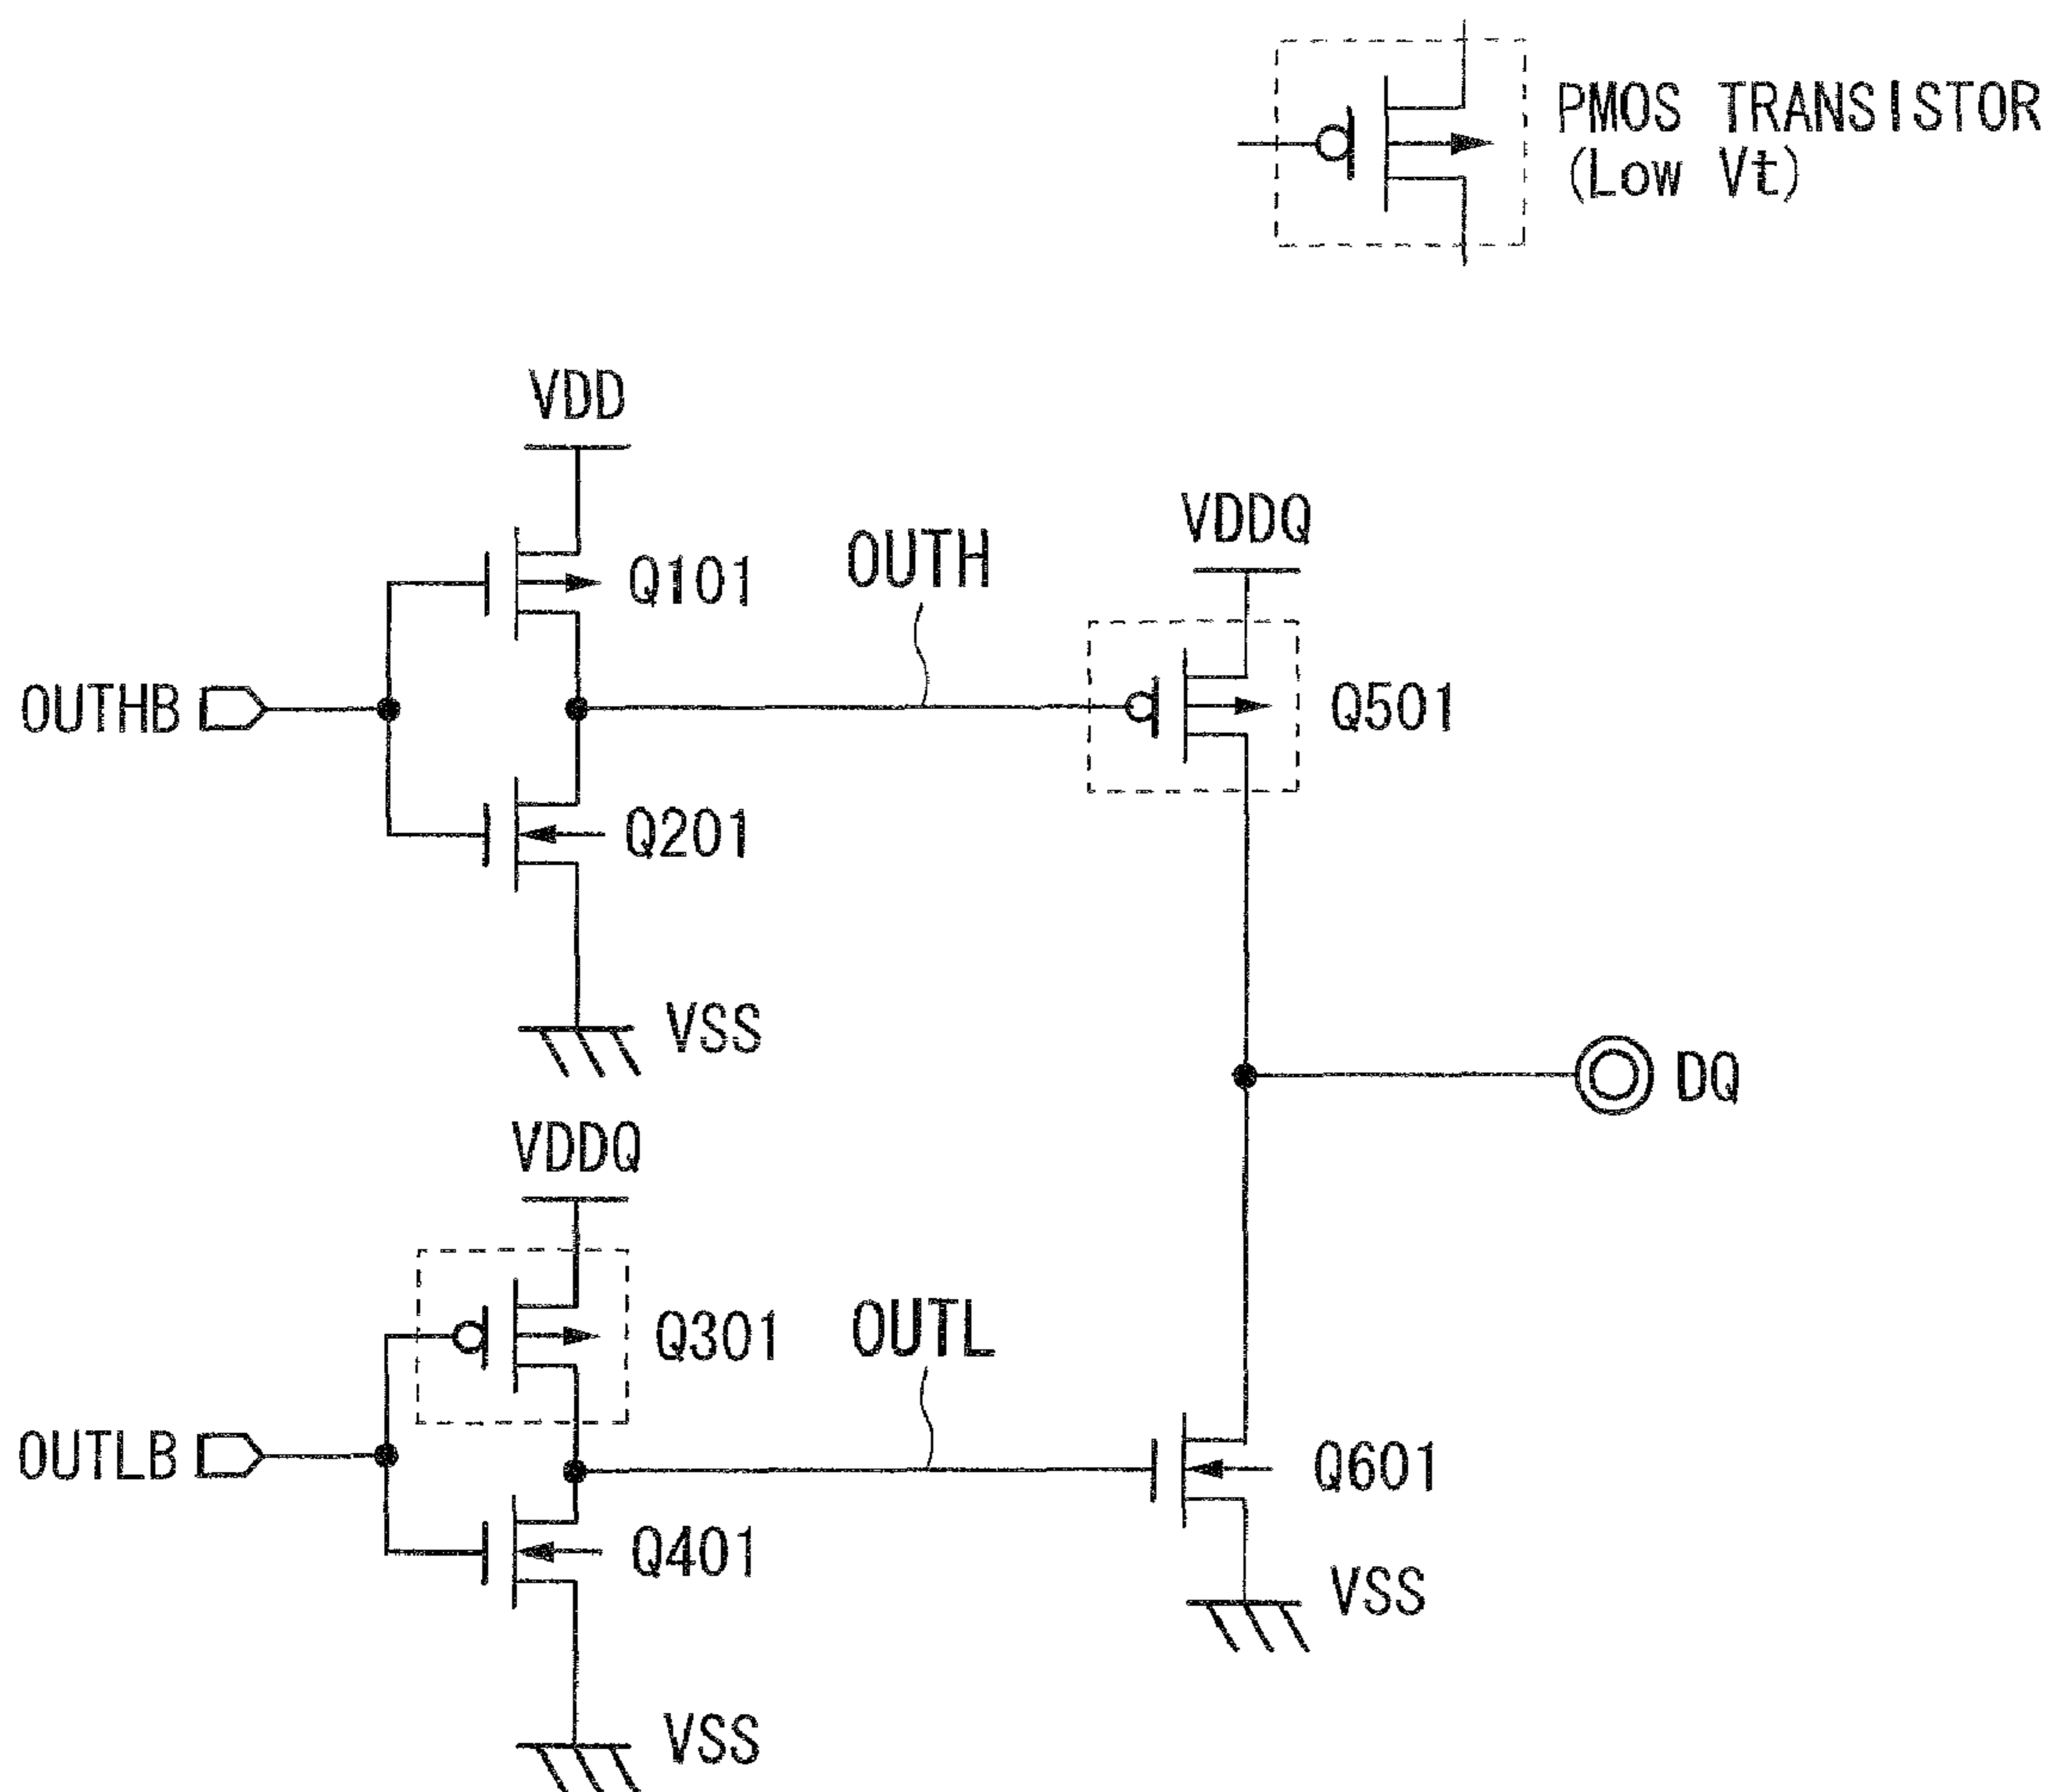 PMOS TRANSISTOR
(Low Vt)
VDD
VDDQ
OUTH
Q101
Q501
OUTHB
Q201
VSS
DQ
VDDQ
Q301
OUTL
OUTLB
Q601
Q401
VSS
VSS